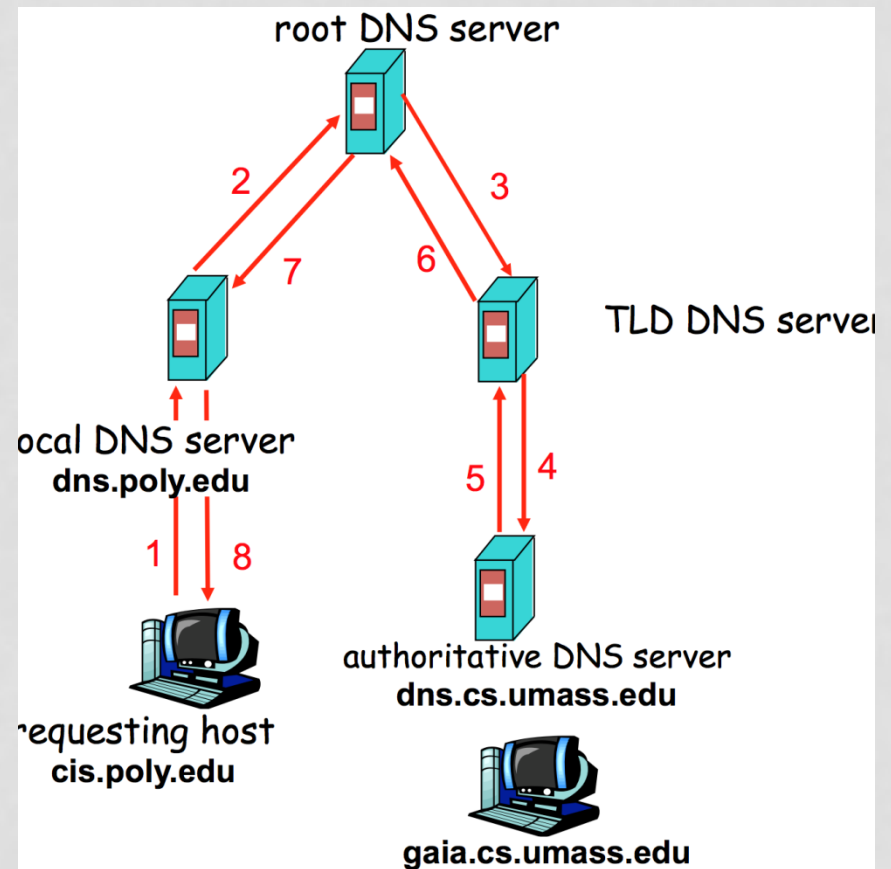 root DNS server
2
3
6
7
TLD DNS server
ocal DNS server
dns.poly.edu
5
4
1
8
authoritative DNS server
dns.cs.umass.edu
requesting host
cis.poly.edu
gaia.cs.umass.edu